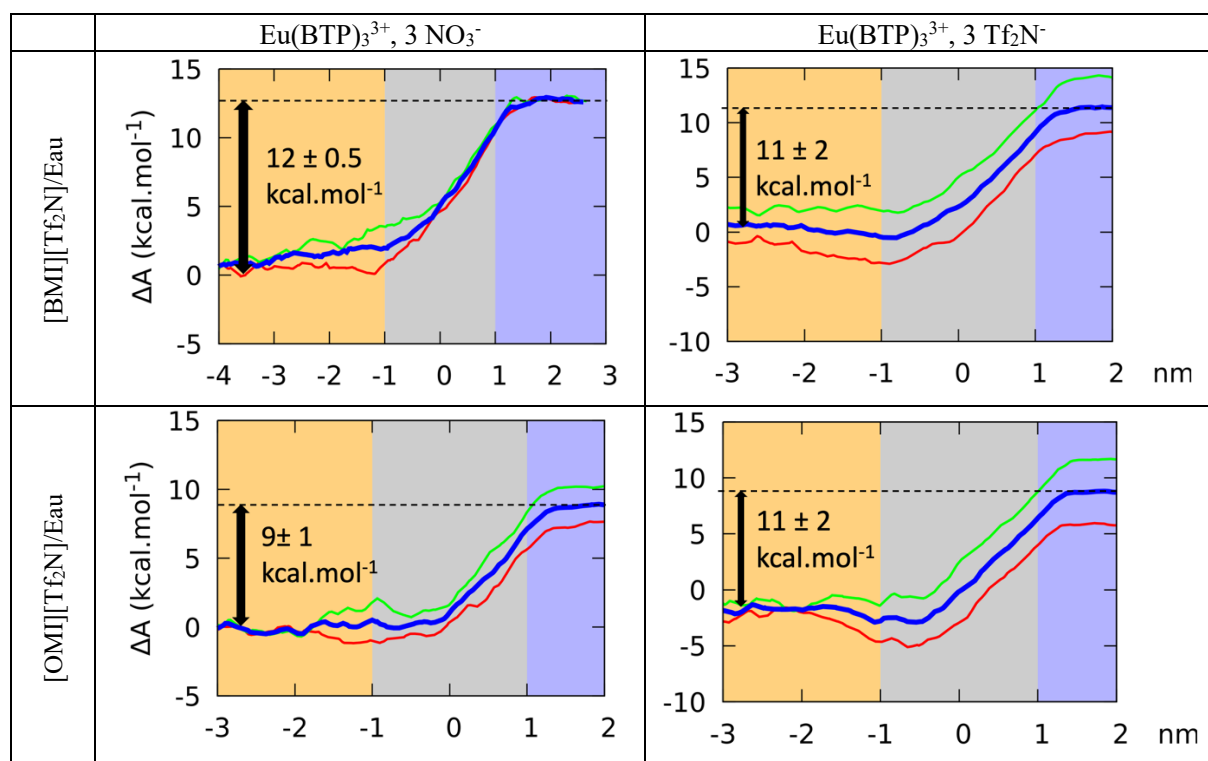 Eu(BTP)₃³⁺, 3 NO₃⁻
Eu(BTP)₃³⁺, 3 Tf₂N⁻
[BMI][Tf₂N]/Eau
ΔA (kcal.mol⁻¹)
15
10
5
0
-5
12 ± 0.5
kcal.mol⁻¹
-4 -3 -2 -1 0 1 2 3
15
10
5
0
-5
-10
11 ± 2
kcal.mol⁻¹
-3 -2 -1 0 1 2 nm
[OMI][Tf₂N]/Eau
ΔA (kcal.mol⁻¹)
15
10
5
0
-5
9± 1
kcal.mol⁻¹
-3 -2 -1 0 1 2
15
10
5
0
-5
-10
11 ± 2
kcal.mol⁻¹
-3 -2 -1 0 1 2 nm